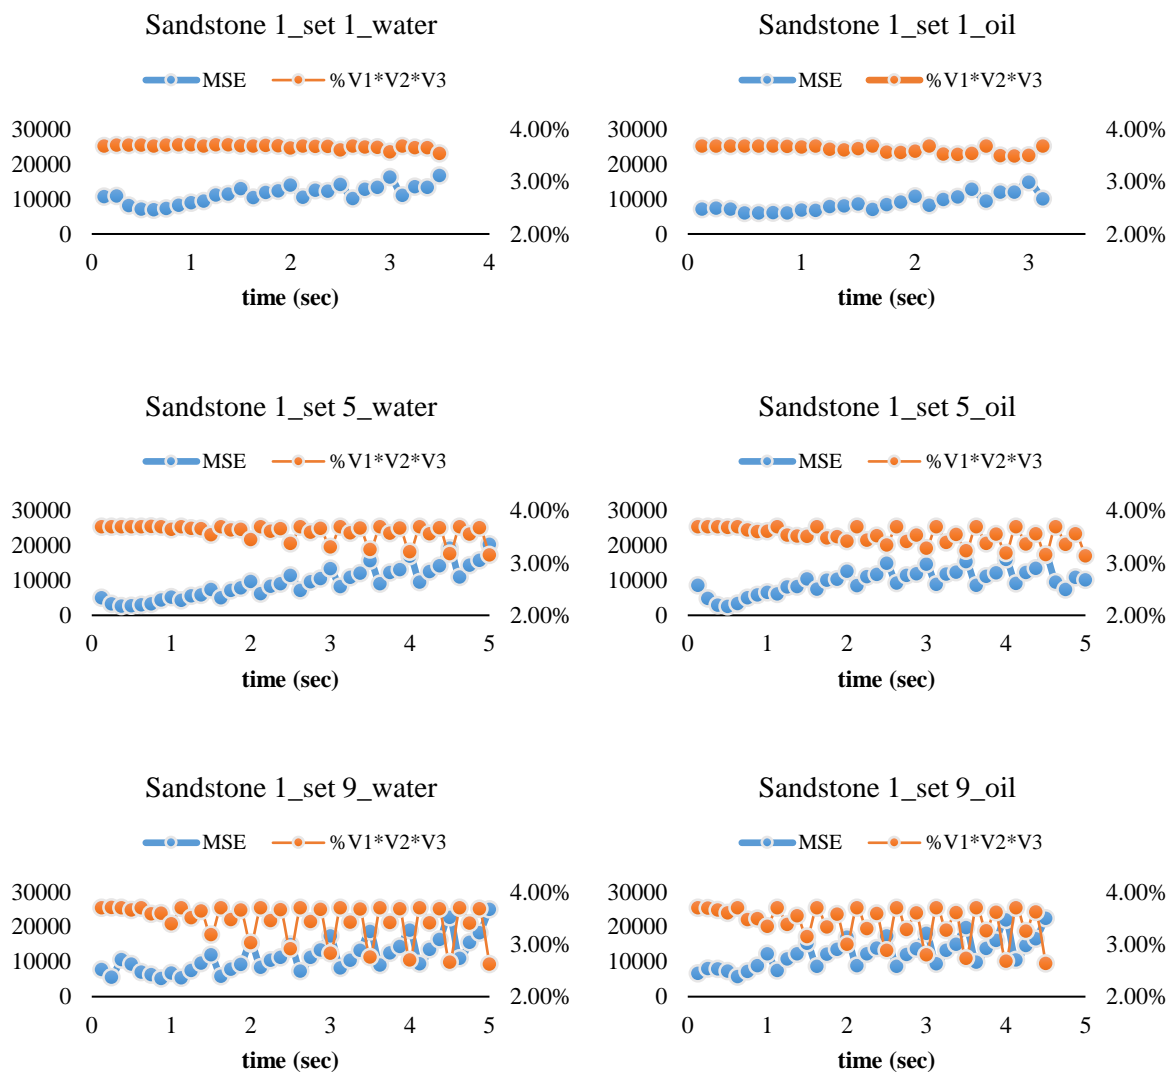 Sandstone 1_set 1_water
MSE %V1*V2*V3
30000 4.00%
20000 3.00%
10000
0 2.00%
0 1 2 3 4
time (sec)
Sandstone 1_set 1_oil
MSE %V1*V2*V3
30000 4.00%
20000 3.00%
10000
0 2.00%
0 1 2 3
time (sec)
Sandstone 1_set 5_water
MSE %V1*V2*V3
30000 4.00%
20000 3.00%
10000
0 2.00%
0 1 2 3 4 5
time (sec)
Sandstone 1_set 5_oil
MSE %V1*V2*V3
30000 4.00%
20000 3.00%
10000
0 2.00%
0 1 2 3 4 5
time (sec)
Sandstone 1_set 9_water
MSE %V1*V2*V3
30000 4.00%
20000 3.00%
10000
0 2.00%
0 1 2 3 4 5
time (sec)
Sandstone 1_set 9_oil
MSE %V1*V2*V3
30000 4.00%
20000 3.00%
10000
0 2.00%
0 1 2 3 4 5
time (sec)